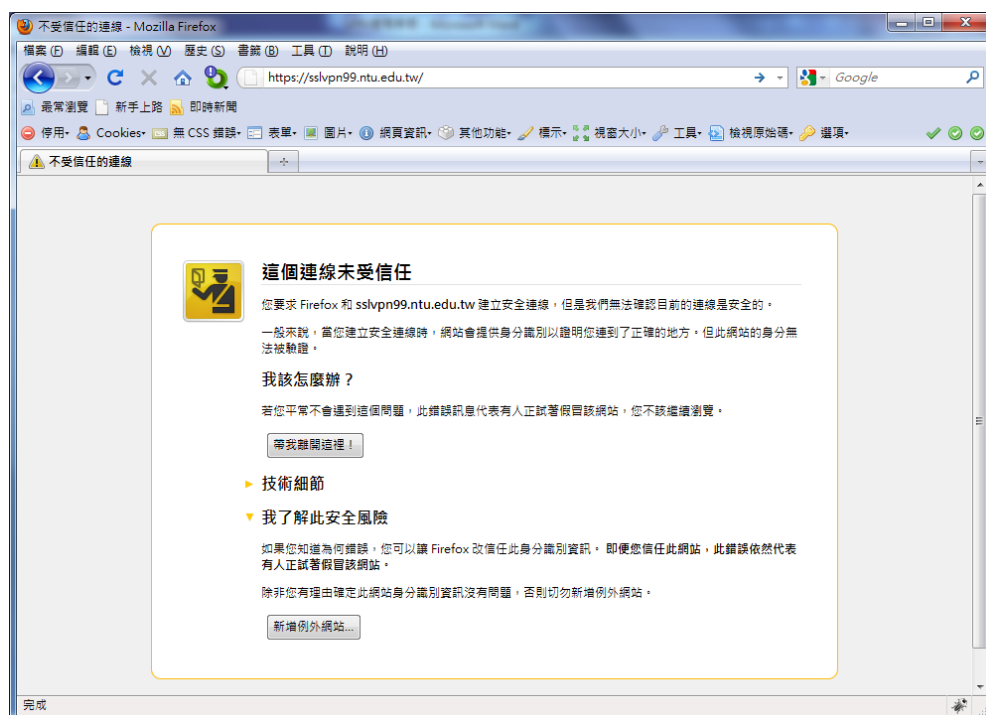 不受信任的連線 - Mozilla Firefox
檔案(F) 編輯(E) 檢視(V) 歷史(S) 書籤(B) 工具(T) 說明(H)
https://sslvpn99.ntu.edu.tw/ Google
最常瀏覽 新手上路 即時新聞
停用 Cookies 無 CSS 錯誤 表單 圖片 網頁資訊 其他功能 標示 視窗大小 工具 檢視原始碼 選項
不受信任的連線
這個連線未受信任
您要求 Firefox 和 sslvpn99.ntu.edu.tw 建立安全連線,但是我們無法確認目前的連線是安全的。
一般來說,當您建立安全連線時,網站會提供身分識別以證明您連到了正確的地方。但此網站的身分無
法被驗證。
我該怎麼辦?
若您平常不會遇到這個問題,此錯誤訊息代表有人正試著假冒該網站,您不該繼續瀏覽。
帶我離開這裡!
技術細節
我了解此安全風險
如果您知道為何錯誤,您可以讓 Firefox 改信任此身分識別資訊。即便您信任此網站,此錯誤依然代表
有人正試著假冒該網站。
除非您有理由確定此網站身分識別資訊沒有問題,否則切勿新增例外網站。
新增例外網站...
完成